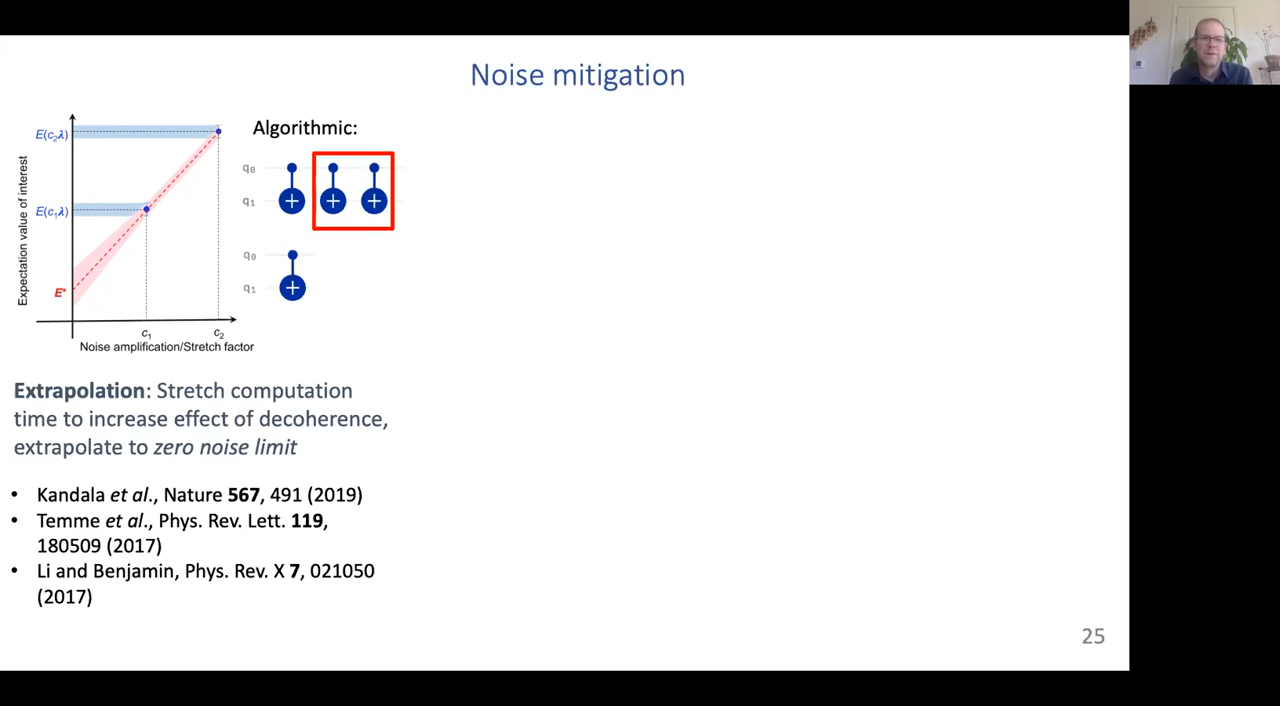 Noise mitigation
E(c₂λ)
E(c₁λ)
E*
Expectation value of interest
c₁
c₂
Noise amplification/Stretch factor
Algorithmic:
q₀
q₁
q₀
q₁
Extrapolation: Stretch computation
time to increase effect of decoherence,
extrapolate to zero noise limit
• Kandala et al., Nature 567, 491 (2019)
• Temme et al., Phys. Rev. Lett. 119,
180509 (2017)
• Li and Benjamin, Phys. Rev. X 7, 021050
(2017)
25